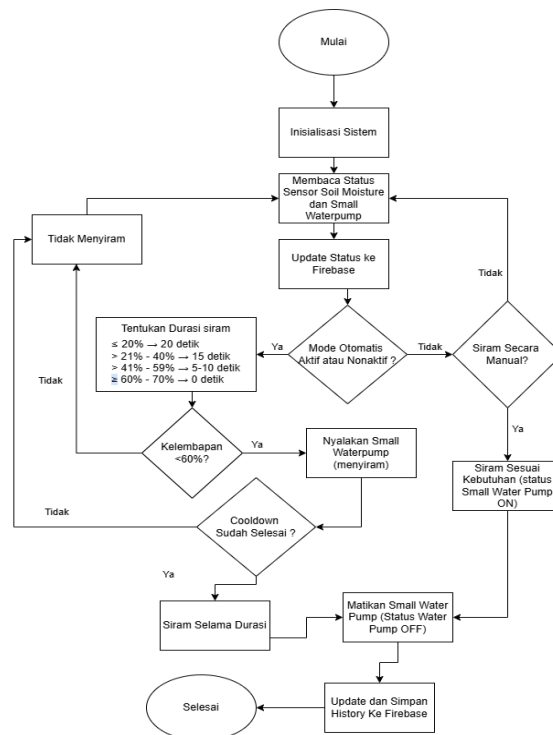 Mulai
Inisialisasi Sistem
Membaca Status
Sensor Soil Moisture
dan Small
Waterpump
Tidak Menyiram
Update Status ke
Firebase
Tidak
Tentukan Durasi siram
≤ 20% → 20 detik
> 21% - 40% → 15 detik
> 41% - 59% → 5-10 detik
≥ 60% - 70% → 0 detik
Ya
Mode Otomatis
Aktif atau Nonaktif ?
Tidak
Siram Secara
Manual?
Tidak
Ya
Kelembapan
<60%?
Ya
Nyalakan Small
Waterpump
(menyiram)
Siram Sesuai
Kebutuhan (status
Small Water Pump
ON)
Tidak
Cooldown
Sudah Selesai ?
Ya
Siram Selama Durasi
Matikan Small Water
Pump (Status Water
Pump OFF)
Selesai
Update dan Simpan
History Ke Firebase